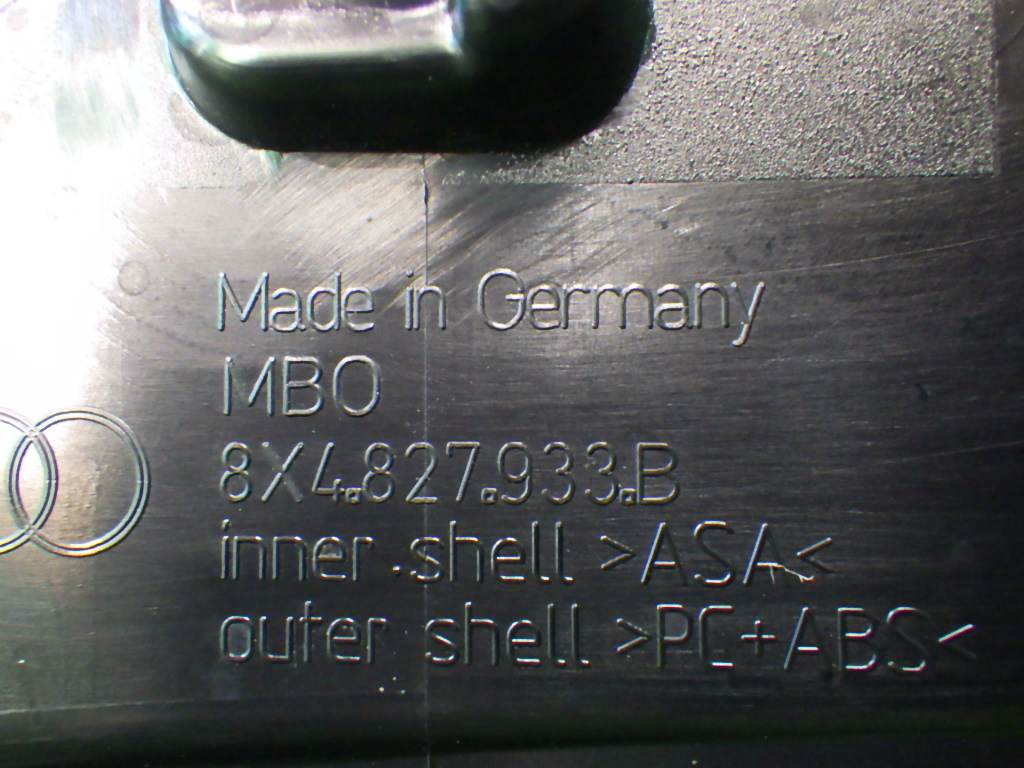 Made in Germany
MBO
8X4.827.933.B
inner shell >ASA<
outer shell >PC+ABS<